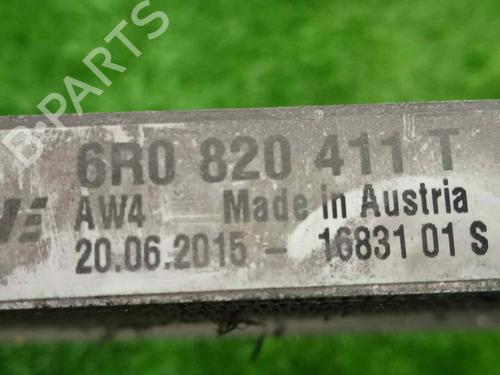 B-PARTS
6R0 820 411 T
AW4 Made in Austria
20.06.2015 - 16831 01 S